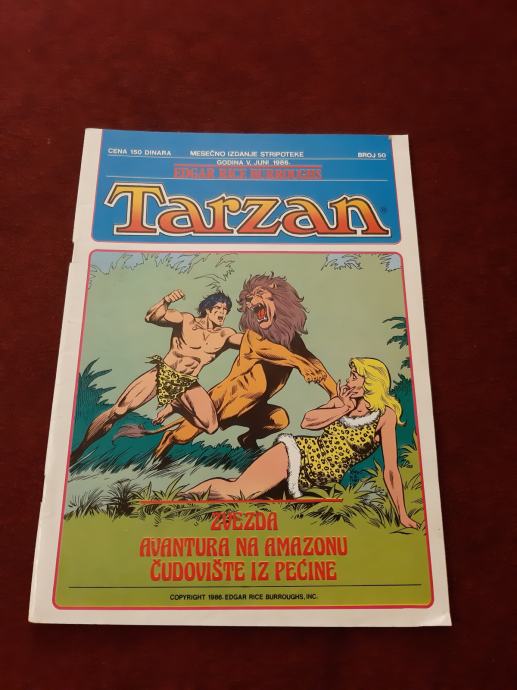 CENA 150 DINARA MESEČNO IZDANJE STRIPOTEKE BROJ 50
GODINA V, JUNI 1986.
EDGAR RICE BURROUGHS
Tarzan®
ZVEZDA
AVANTURA NA AMAZONU
ČUDOVIŠTE IZ PEĆINE
COPYRIGHT 1986. EDGAR RICE BURROUGHS, INC.